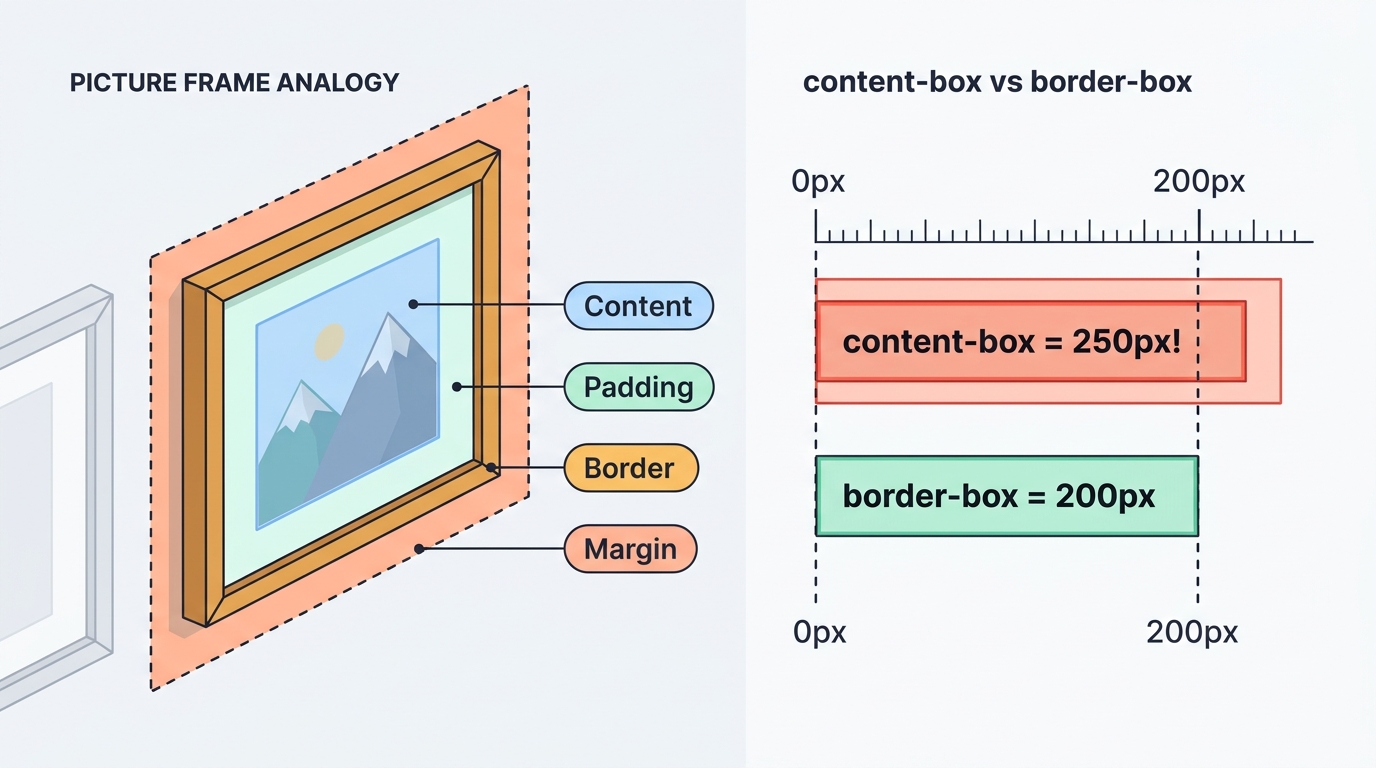 PICTURE FRAME ANALOGY
Content
Padding
Border
Margin
content-box vs border-box
0px 200px
content-box = 250px!
border-box = 200px
0px 200px